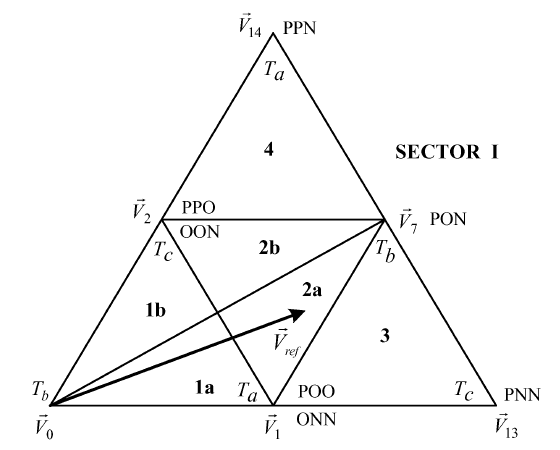 V⃗14 PPN
Ta
4
SECTOR I
V⃗2 PPO
OON
V⃗7 PON
Tc
2b
Tb
2a
1b
V⃗ref
3
Tb
1a
Ta
POO
Tc
PNN
V⃗0
V⃗1
ONN
V⃗13